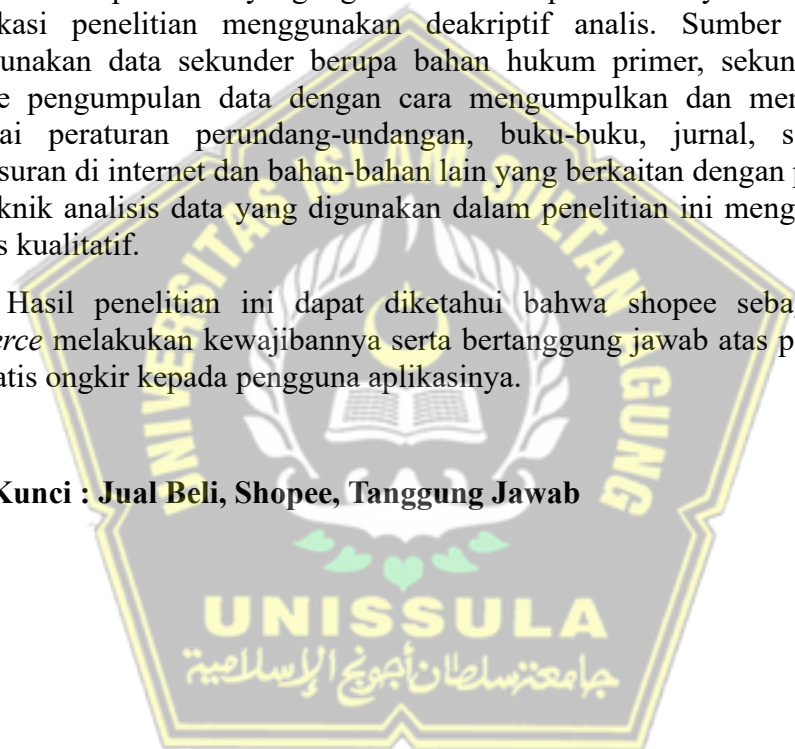 kasi penelitian menggunakan deakriptif analis. Sumber
unakan data sekunder berupa bahan hukum primer, sekun
e pengumpulan data dengan cara mengumpulkan dan men
ai peraturan perundang-undangan, buku-buku, jurnal, s
suran di internet dan bahan-bahan lain yang berkaitan dengan p
knik analisis data yang digunakan dalam penelitian ini meng
s kualitatif.
Hasil penelitian ini dapat diketahui bahwa shopee seba
erce melakukan kewajibannya serta bertanggung jawab atas p
atis ongkir kepada pengguna aplikasinya.
Kunci : Jual Beli, Shopee, Tanggung Jawab
UNIVERSITAS ISLAM SULTAN AGUNG
UNISSULA
جامعة سلطان أجونج الإسلامية